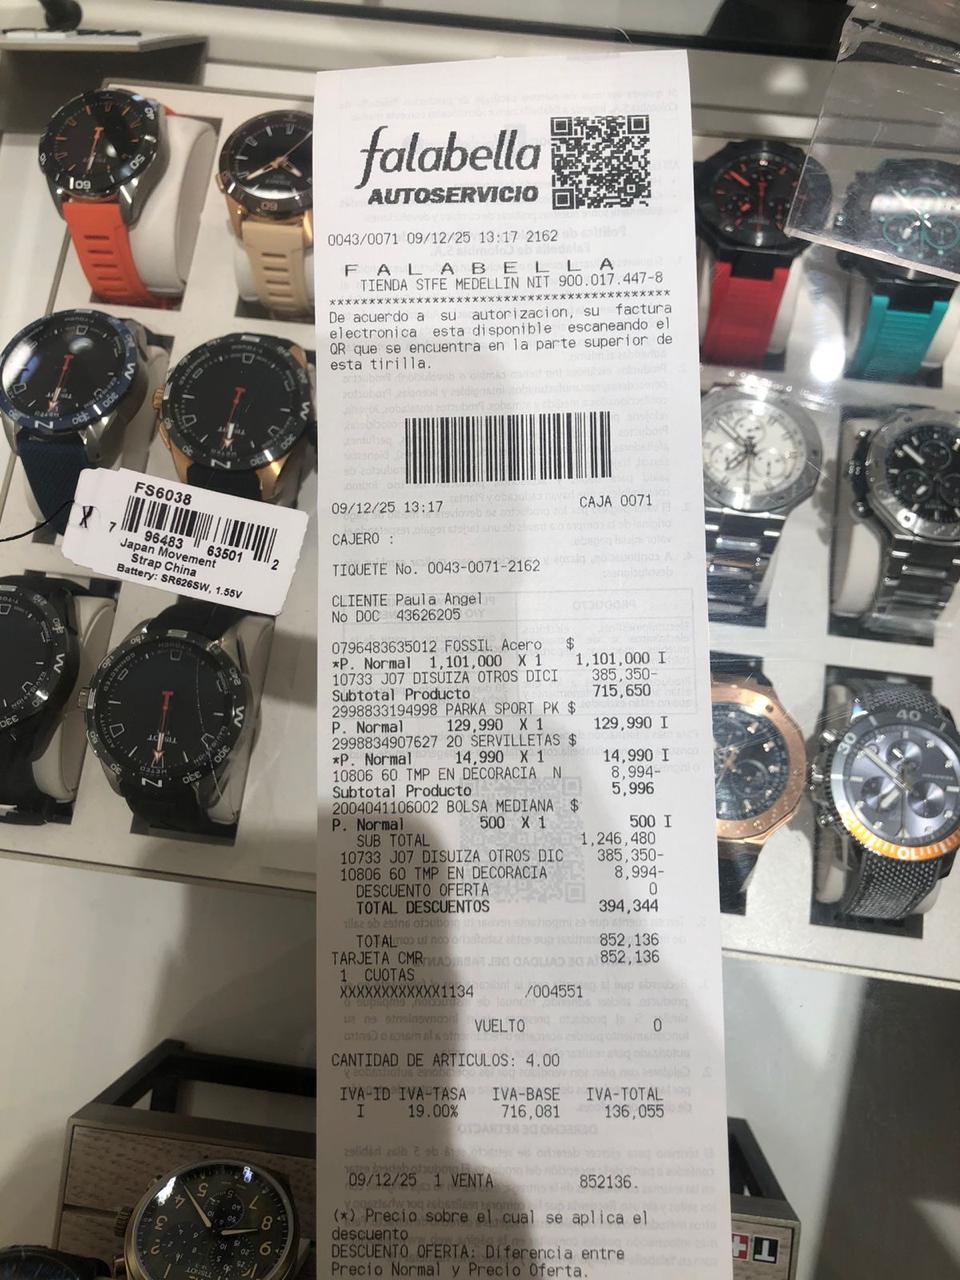 falabella
AUTOSERVICIO
0043/0071 09/12/25 13:17 2162
F A L A B E L L A
TIENDA STFE MEDELLIN NIT 900.017.447-8
****************************************
De acuerdo a su autorizacion, su factura
electronica esta disponible escaneando el
QR que se encuentra en la parte superior de
esta tirilla.
09/12/25 13:17 CAJA 0071
CAJERO :
TIQUETE No. 0043-0071-2162
CLIENTE Paula Angel
No DOC 43626205
0796483635012 FOSSIL Acero $
*P. Normal 1,101,000 X 1 1,101,000 I
10733 J07 DISUIZA OTROS DICI 385,350-
Subtotal Producto 715,650
2998833194998 PARKA SPORT PK $
P. Normal 129,990 X 1 129,990 I
2998834907627 20 SERVILLETAS $
*P. Normal 14,990 X 1 14,990 I
10806 60 TMP EN DECORACIA N 8,994-
Subtotal Producto 5,996
2004041106002 BOLSA MEDIANA $
P. Normal 500 X 1 500 I
SUB TOTAL 1,246,480
10733 J07 DISUIZA OTROS DIC 385,350-
10806 60 TMP EN DECORACIA 8,994-
DESCUENTO OFERTA 0
TOTAL DESCUENTOS 394,344
TOTAL 852,136
TARJETA CMR 852,136
1 CUOTAS
XXXXXXXXXXXX1134 /004551
VUELTO 0
CANTIDAD DE ARTICULOS: 4.00
IVA-ID IVA-TASA IVA-BASE IVA-TOTAL
I 19.00% 716,081 136,055
09/12/25 1 VENTA 852136.
(*) Precio sobre el cual se aplica el
descuento
DESCUENTO OFERTA: Diferencia entre
Precio Normal y Precio Oferta.
FS6038
7 96483 63501 2
Japan Movement
Strap China
Battery: SR626SW, 1.55V